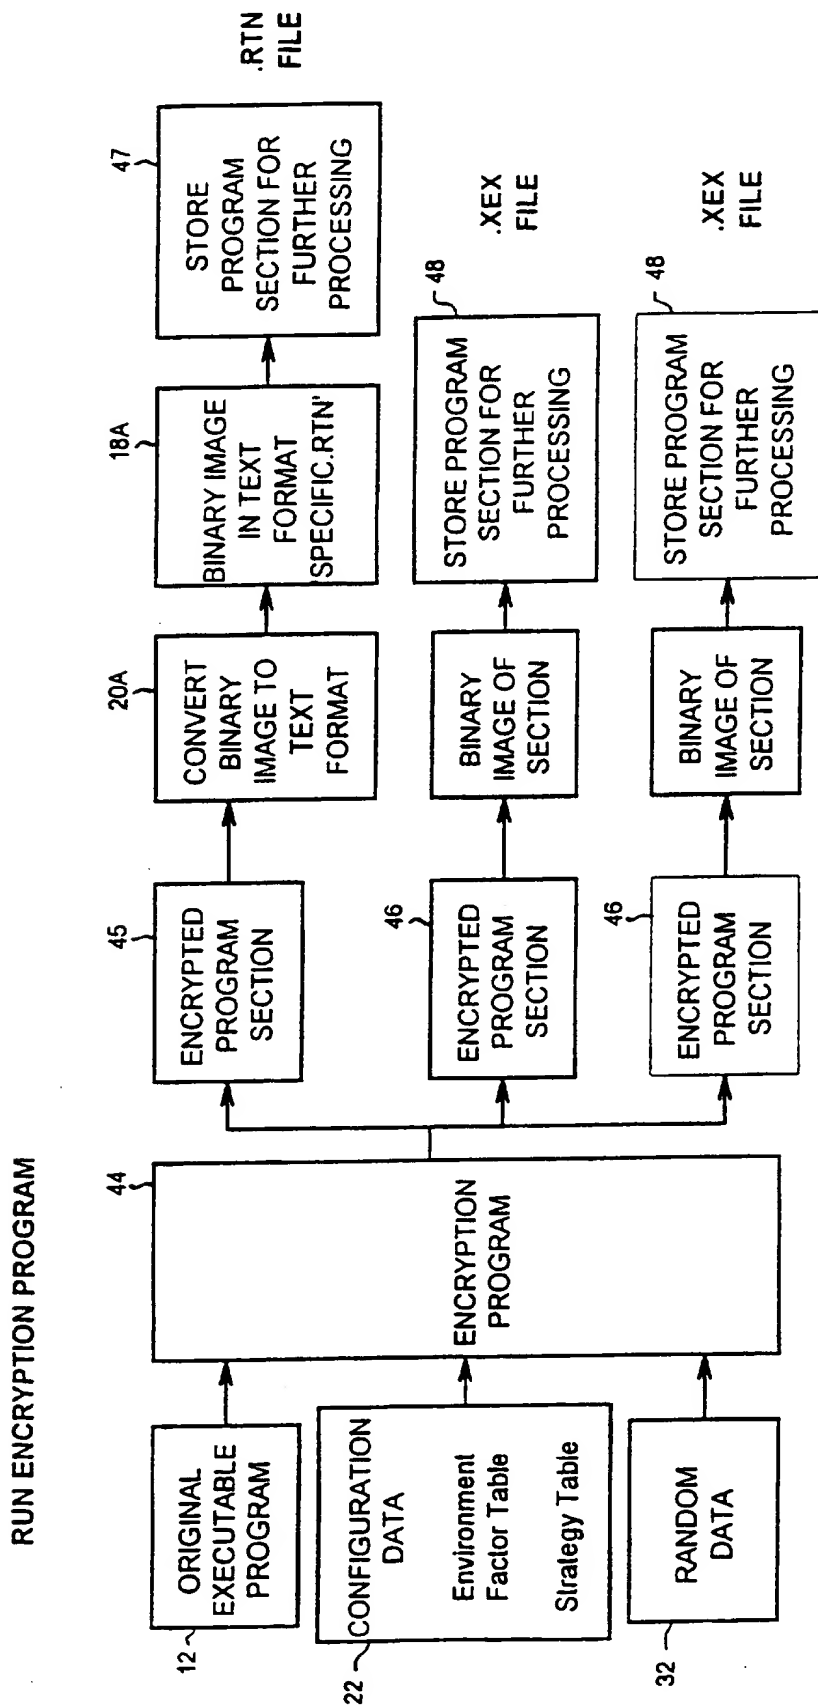 RUN ENCRYPTION PROGRAM
12
ORIGINAL
EXECUTABLE
PROGRAM
22
CONFIGURATION
DATA
Environment
Factor Table
Strategy Table
32
RANDOM
DATA
44
ENCRYPTION
PROGRAM
45
ENCRYPTED
PROGRAM
SECTION
20A
CONVERT
BINARY
IMAGE TO
TEXT
FORMAT
18A
BINARY IMAGE
IN TEXT
FORMAT
'SPECIFIC.RTN'
47
STORE
PROGRAM
SECTION FOR
FURTHER
PROCESSING
.RTN
FILE
46
ENCRYPTED
PROGRAM
SECTION
BINARY
IMAGE OF
SECTION
48
STORE PROGRAM
SECTION FOR
FURTHER
PROCESSING
.XEX
FILE
46
ENCRYPTED
PROGRAM
SECTION
BINARY
IMAGE OF
SECTION
48
STORE PROGRAM
SECTION FOR
FURTHER
PROCESSING
.XEX
FILE